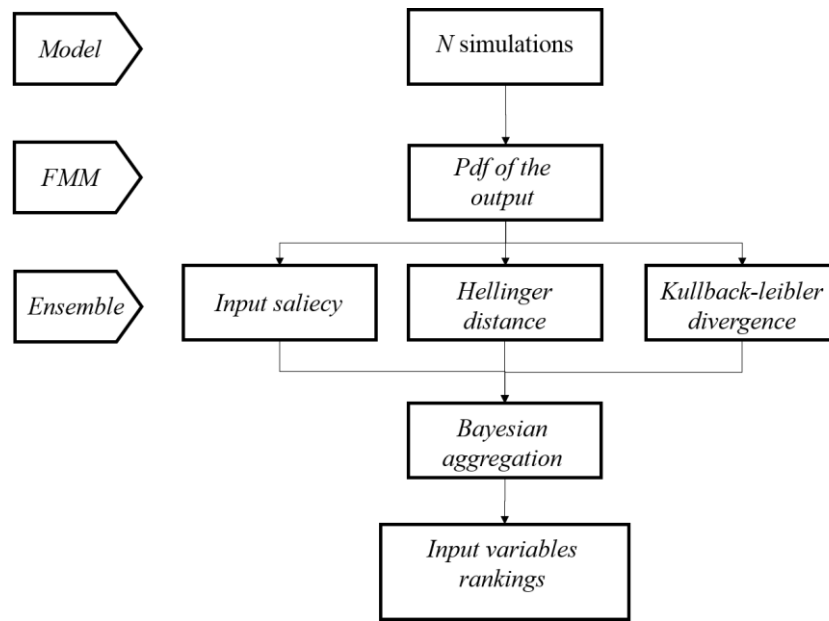 Model
N simulations
FMM
Pdf of the
output
Ensemble
Input saliecy
Hellinger
distance
Kullback-leibler
divergence
Bayesian
aggregation
Input variables
rankings